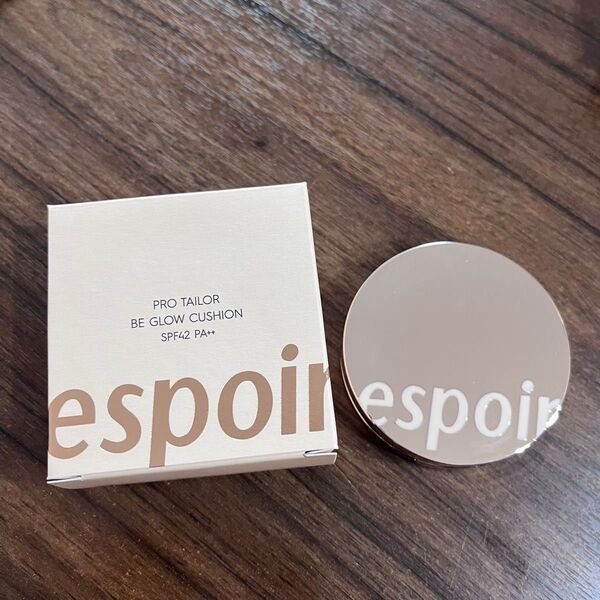 PRO TAILOR
BE GLOW CUSHION
SPF42 PA++
espoir
espoir